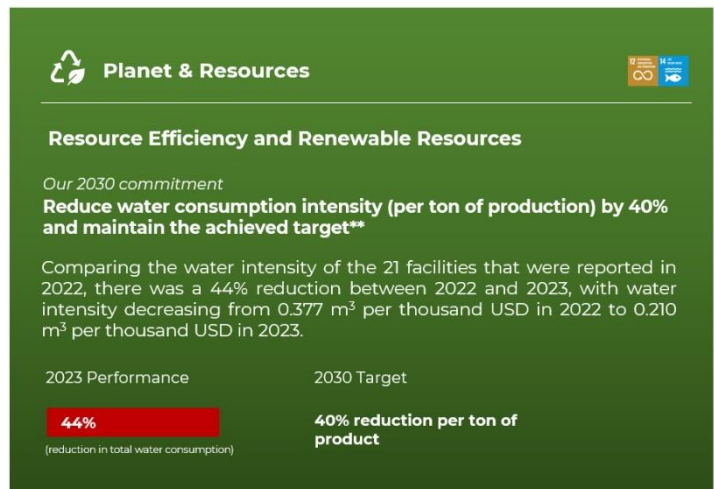 Planet & Resources
12
14
Resource Efficiency and Renewable Resources
Our 2030 commitment
Reduce water consumption intensity (per ton of production) by 40%
and maintain the achieved target**
Comparing the water intensity of the 21 facilities that were reported in
2022, there was a 44% reduction between 2022 and 2023, with water
intensity decreasing from 0.377 m³ per thousand USD in 2022 to 0.210
m³ per thousand USD in 2023.
2023 Performance
2030 Target
44%
40% reduction per ton of
product
(reduction in total water consumption)